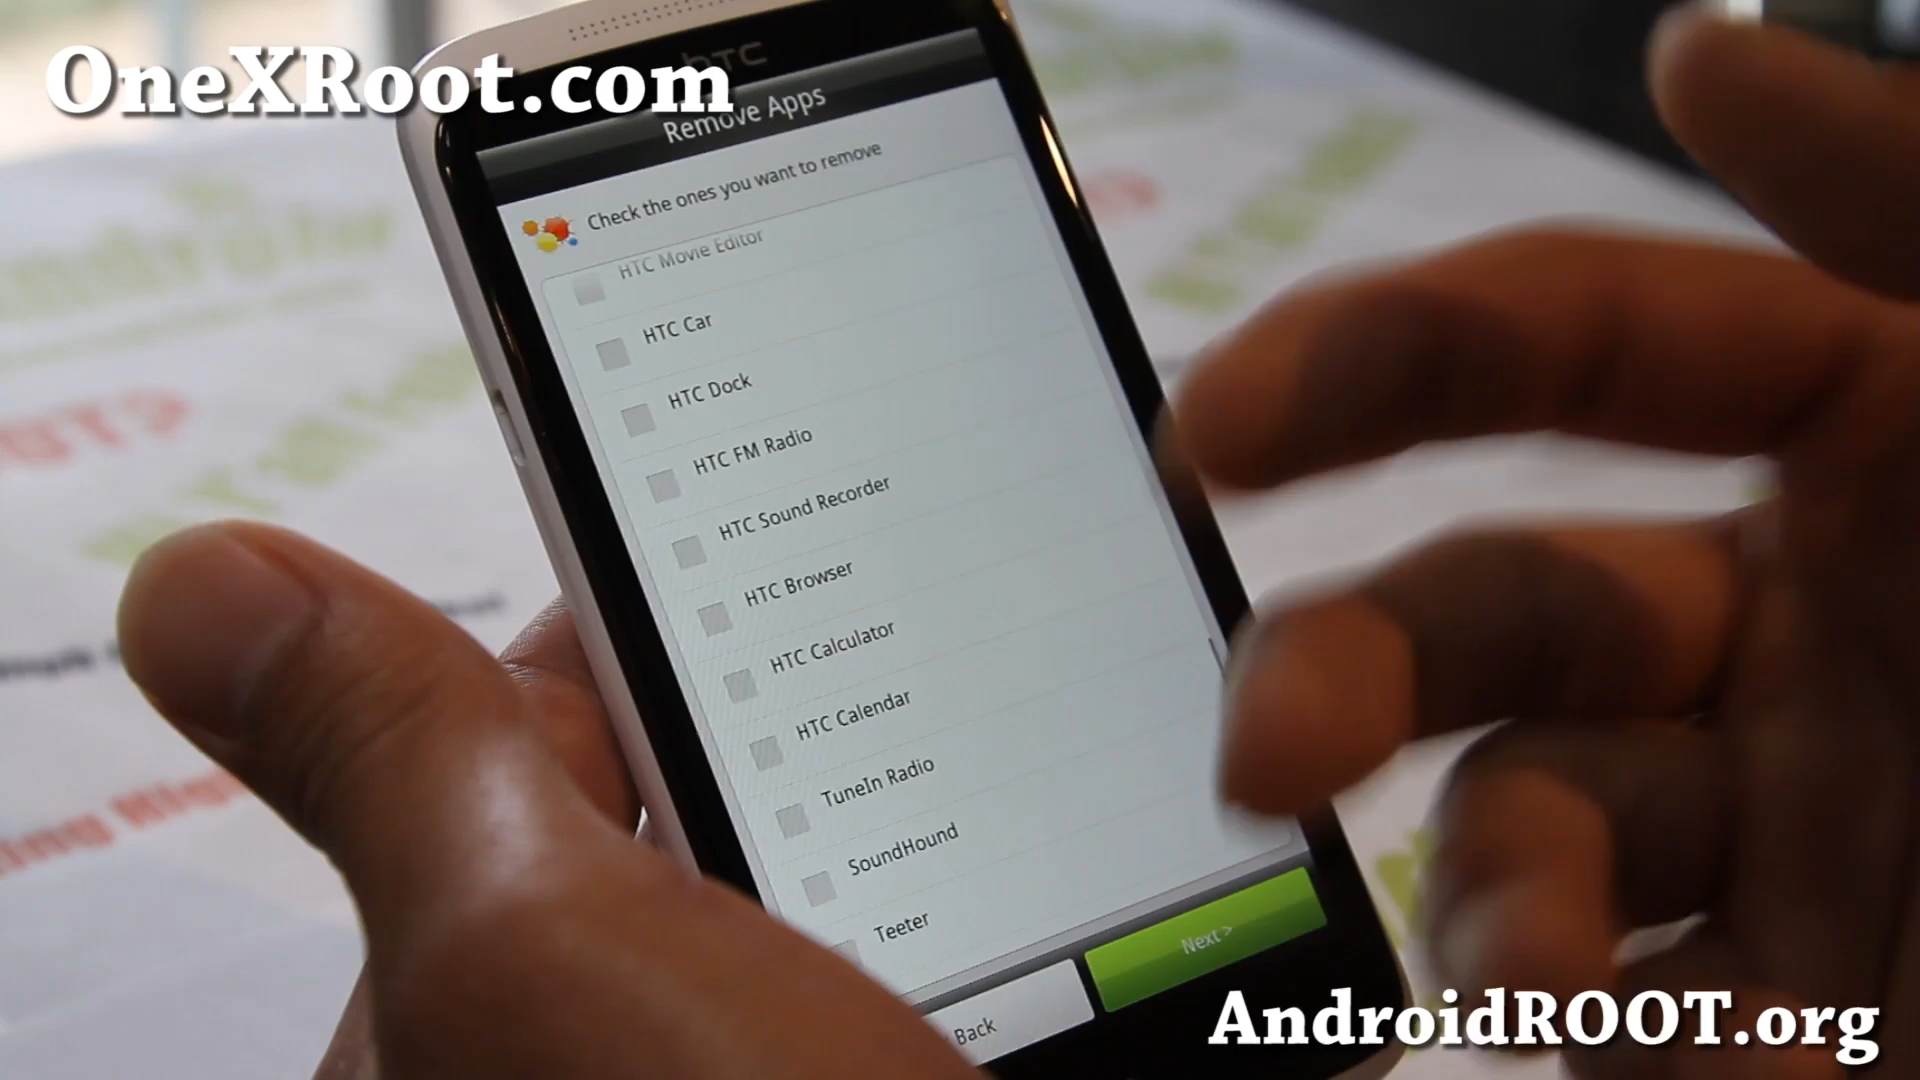 OneXRoot.com
hTC
Remove Apps
Check the ones you want to remove
HTC Movie Editor
HTC Car
HTC Dock
HTC FM Radio
HTC Sound Recorder
HTC Browser
HTC Calculator
HTC Calendar
TuneIn Radio
SoundHound
Teeter
Next >
Back
AndroidROOT.org